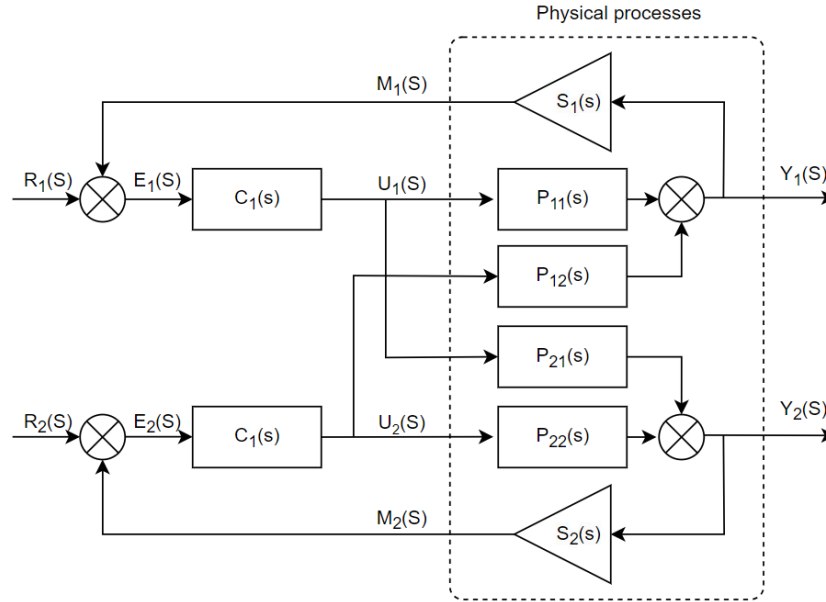 Physical processes
M₁(S)
S₁(s)
R₁(S)
E₁(S)
C₁(s)
U₁(S)
P₁₁(s)
Y₁(S)
P₁₂(s)
P₂₁(s)
R₂(S)
E₂(S)
C₁(s)
U₂(S)
P₂₂(s)
Y₂(S)
M₂(S)
S₂(s)